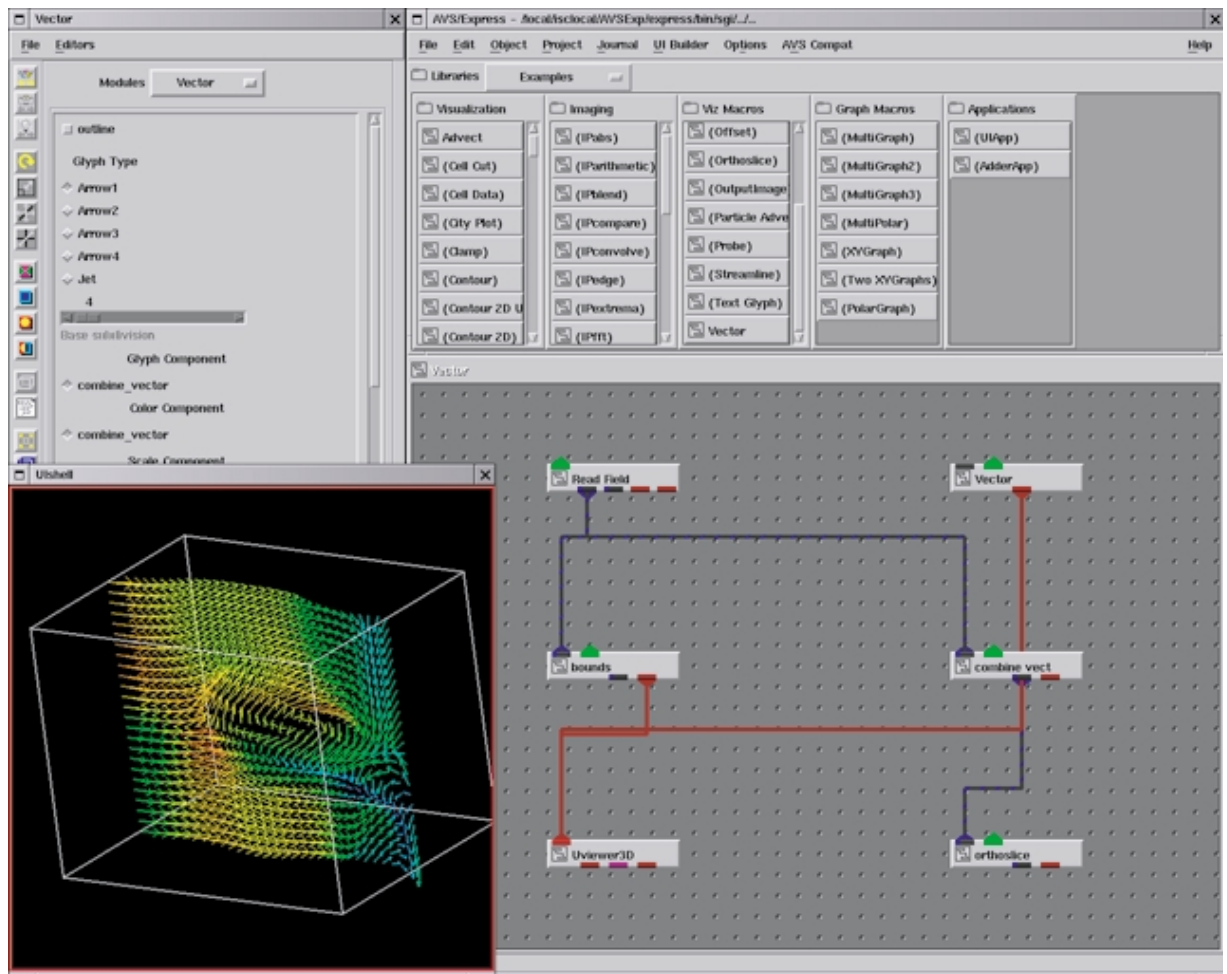 Vector
File Editors
Modules Vector
outline
Glyph Type
Arrow1
Arrow2
Arrow3
Arrow4
Jet
4
Base subdivision
Glyph Component
combine_vector
Color Component
combine_vector
Scale Component
AVS/Express - /local/isclocal/AVSExp/express/bin/sgi/../..
File Edit Object Project Journal UI Builder Options AVS Compat Help
Libraries Examples
Visualization
Advect
(Cell Cut)
(Cell Data)
(City Plot)
(Clamp)
(Contour)
(Contour 2D U
(Contour 2D)
Imaging
(IPabs)
(IParithmetic)
(IPblend)
(IPcompare)
(IPconvolve)
(IPedge)
(IPextrema)
(IPfft)
Viz Macros
(Offset)
(Orthoslice)
(OutputImage
(Particle Adve
(Probe)
(Streamline)
(Text Glyph)
Vector
Graph Macros
(MultiGraph)
(MultiGraph2)
(MultiGraph3)
(MultiPolar)
(XYGraph)
(Two XYGraphs)
(PolarGraph)
Applications
(UIApp)
(AdderApp)
Vector
Read Field
Vector
bounds
combine vect
Uviewer3D
orthoslice
UIshell